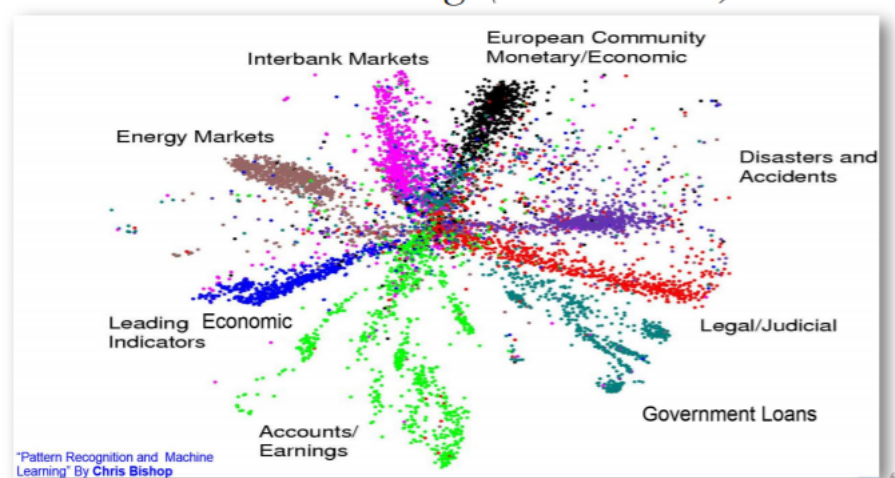 European Community
Monetary/Economic
Interbank Markets
Energy Markets
Disasters and
Accidents
Leading Economic
Indicators
Legal/Judicial
Government Loans
Accounts/
Earnings
"Pattern Recognition and Machine
Learning" By Chris Bishop